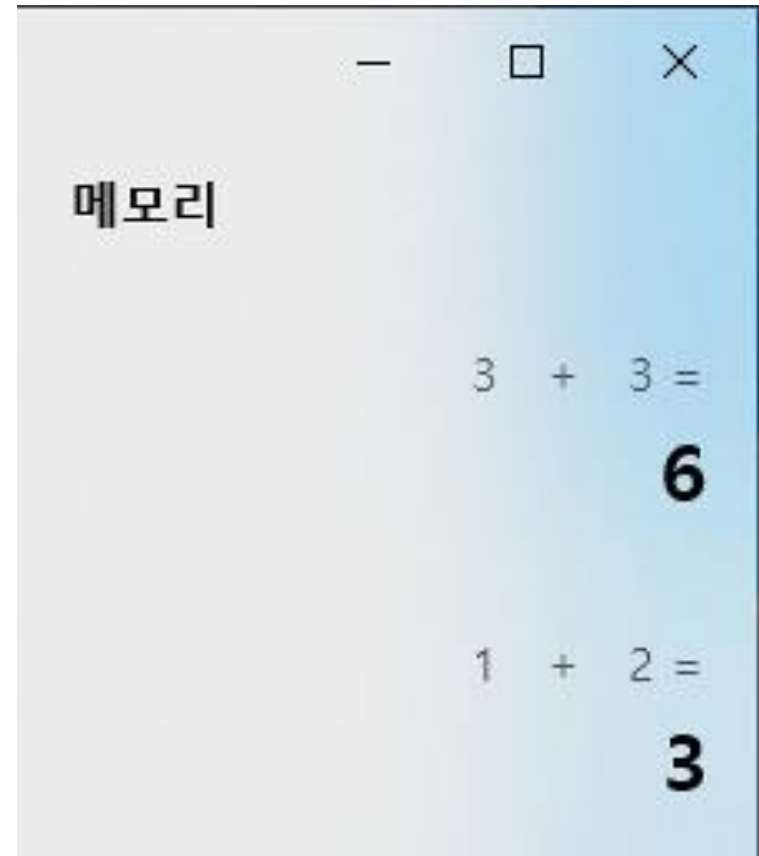 메모리
3 + 3 =
6
1 + 2 =
3